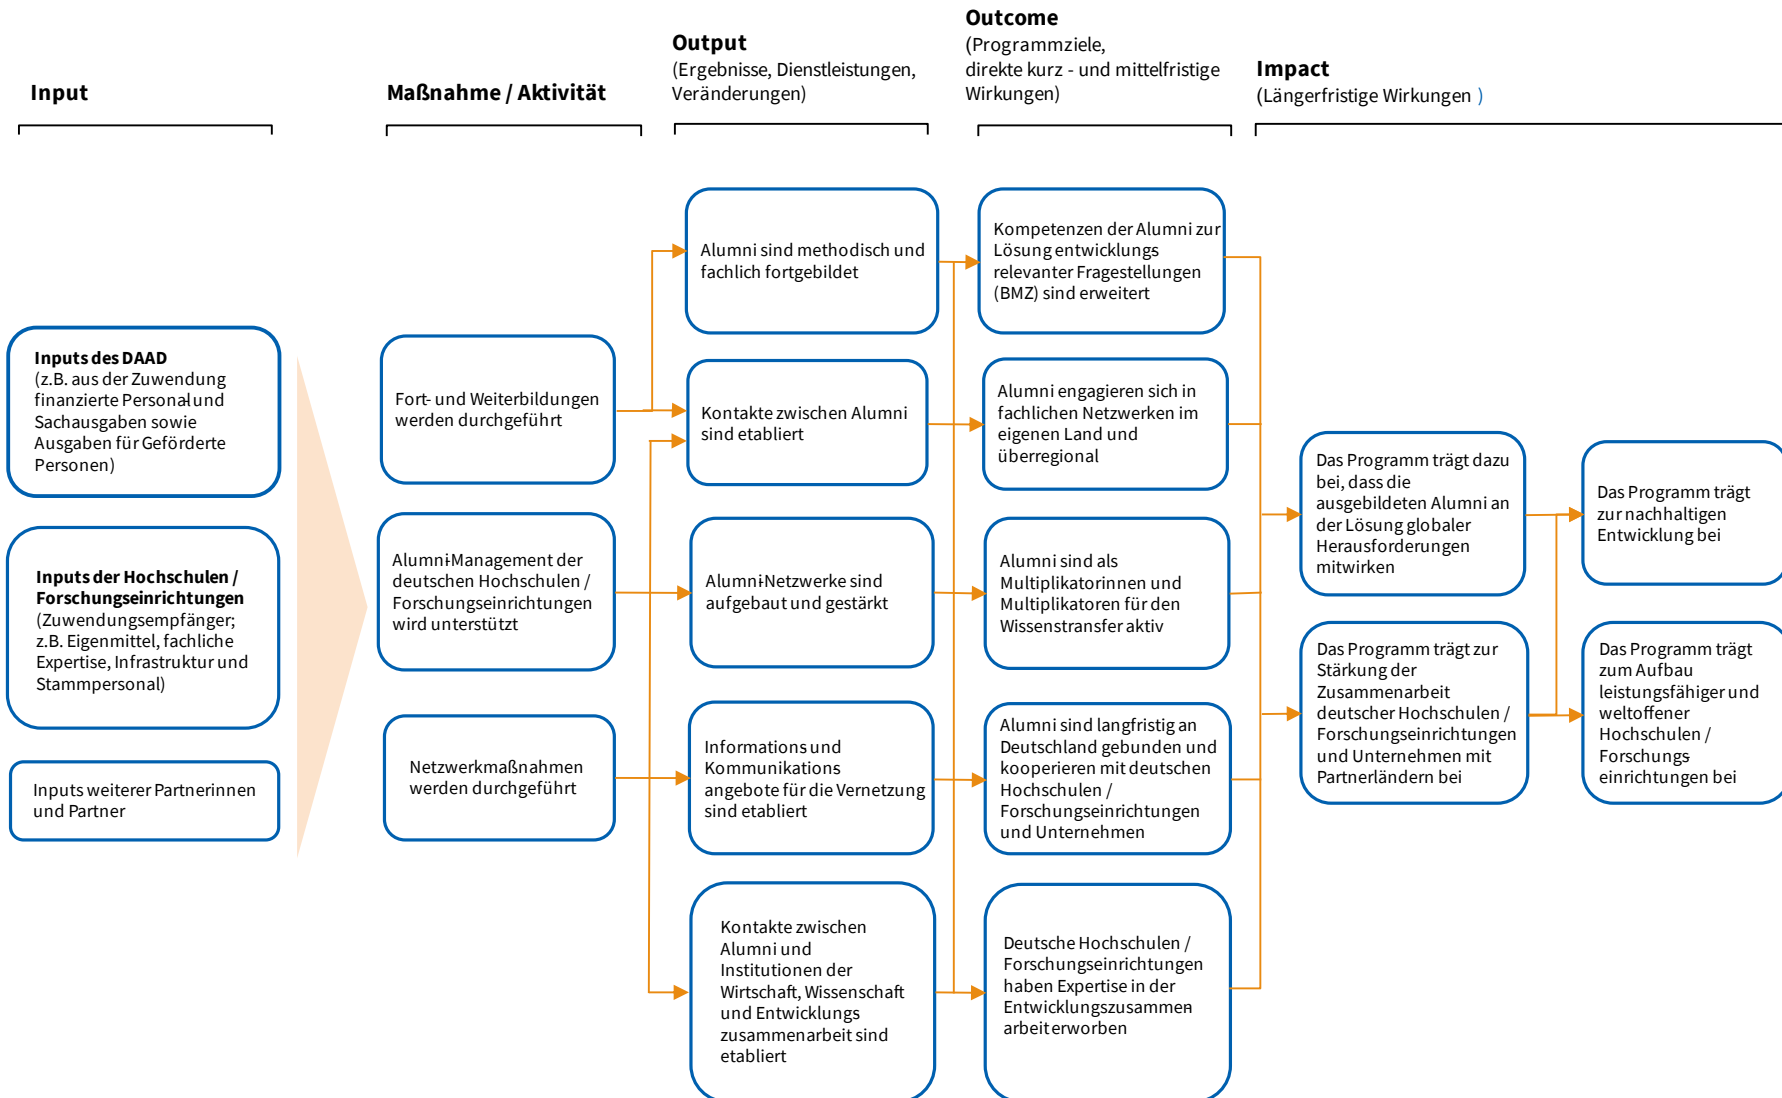 Input
Maßnahme / Aktivität
Output
(Ergebnisse, Dienstleistungen,
Veränderungen)
Outcome
(Programmziele,
direkte kurz - und mittelfristige
Wirkungen)
Impact
(Längerfristige Wirkungen )
Inputs des DAAD
(z.B. aus der Zuwendung
finanzierte Personal-und
Sachausgaben sowie
Ausgaben für Geförderte
Personen)
Inputs der Hochschulen /
Forschungseinrichtungen
(Zuwendungsempfänger;
z.B. Eigenmittel, fachliche
Expertise, Infrastruktur und
Stammpersonal)
Inputs weiterer Partnerinnen
und Partner
Fort- und Weiterbildungen
werden durchgeführt
Alumni-Management der
deutschen Hochschulen /
Forschungseinrichtungen
wird unterstützt
Netzwerkmaßnahmen
werden durchgeführt
Alumni sind methodisch und
fachlich fortgebildet
Kontakte zwischen Alumni
sind etabliert
Alumni-Netzwerke sind
aufgebaut und gestärkt
Informations und
Kommunikations
angebote für die Vernetzung
sind etabliert
Kontakte zwischen
Alumni und
Institutionen der
Wirtschaft, Wissenschaft
und Entwicklungs
zusammenarbeit sind
etabliert
Kompetenzen der Alumni zur
Lösung entwicklungs
relevanter Fragestellungen
(BMZ) sind erweitert
Alumni engagieren sich in
fachlichen Netzwerken im
eigenen Land und
überregional
Alumni sind als
Multiplikatorinnen und
Multiplikatoren für den
Wissenstransfer aktiv
Alumni sind langfristig an
Deutschland gebunden und
kooperieren mit deutschen
Hochschulen /
Forschungseinrichtungen
und Unternehmen
Deutsche Hochschulen /
Forschungseinrichtungen
haben Expertise in der
Entwicklungszusammen-
arbeit erworben
Das Programm trägt dazu
bei, dass die
ausgebildeten Alumni an
der Lösung globaler
Herausforderungen
mitwirken
Das Programm trägt zur
Stärkung der
Zusammenarbeit
deutscher Hochschulen /
Forschungseinrichtungen
und Unternehmen mit
Partnerländern bei
Das Programm trägt
zur nachhaltigen
Entwicklung bei
Das Programm trägt
zum Aufbau
leistungsfähiger und
weltoffener
Hochschulen /
Forschungs-
einrichtungen bei